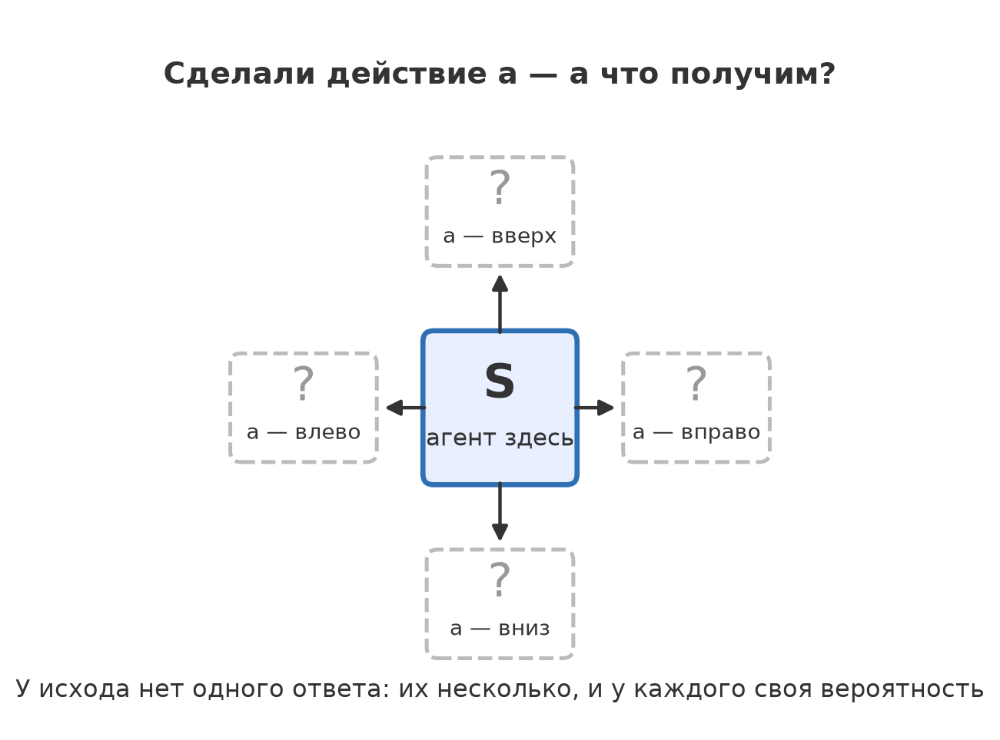 Сделали действие a — а что получим?
?
a — вверх
?
a — влево
S
агент здесь
?
a — вправо
?
a — вниз
У исхода нет одного ответа: их несколько, и у каждого своя вероятность